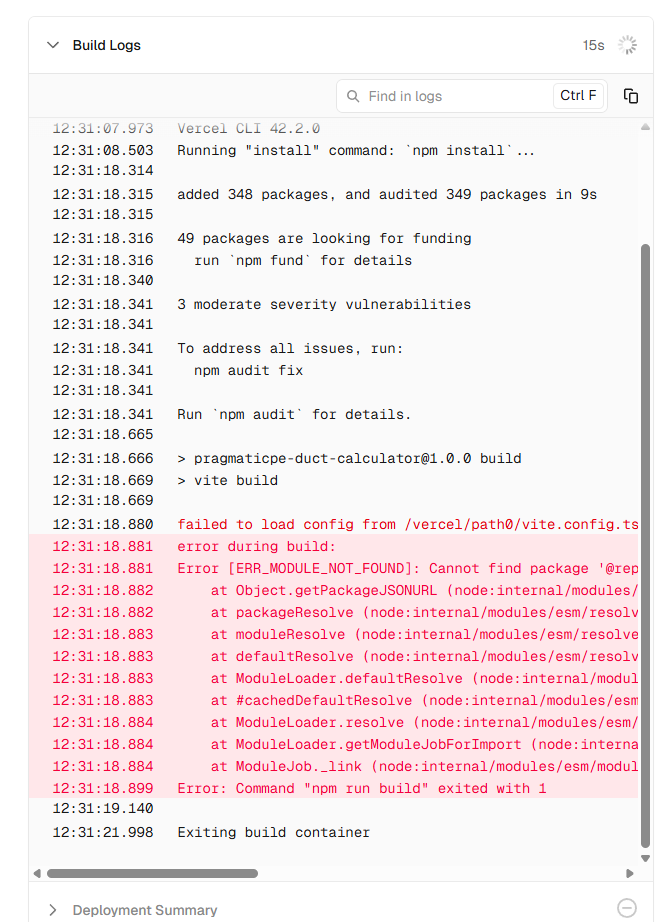 Build Logs 15s
Find in logs Ctrl F
12:31:07.973 Vercel CLI 42.2.0
12:31:08.503 Running "install" command: `npm install`...
12:31:18.314
12:31:18.315 added 348 packages, and audited 349 packages in 9s
12:31:18.315
12:31:18.316 49 packages are looking for funding
12:31:18.316 run `npm fund` for details
12:31:18.340
12:31:18.341 3 moderate severity vulnerabilities
12:31:18.341
12:31:18.341 To address all issues, run:
12:31:18.341 npm audit fix
12:31:18.341
12:31:18.341 Run `npm audit` for details.
12:31:18.665
12:31:18.666 > pragmaticpe-duct-calculator@1.0.0 build
12:31:18.669 > vite build
12:31:18.669
12:31:18.880 failed to load config from /vercel/path0/vite.config.ts
12:31:18.881 error during build:
12:31:18.881 Error [ERR_MODULE_NOT_FOUND]: Cannot find package '@rep
12:31:18.882 at Object.getPackageJSONURL (node:internal/modules/
12:31:18.882 at packageResolve (node:internal/modules/esm/resolv
12:31:18.883 at moduleResolve (node:internal/modules/esm/resolve
12:31:18.883 at defaultResolve (node:internal/modules/esm/resolv
12:31:18.883 at ModuleLoader.defaultResolve (node:internal/modul
12:31:18.883 at #cachedDefaultResolve (node:internal/modules/esm
12:31:18.884 at ModuleLoader.resolve (node:internal/modules/esm/
12:31:18.884 at ModuleLoader.getModuleJobForImport (node:interna
12:31:18.884 at ModuleJob._link (node:internal/modules/esm/modul
12:31:18.899 Error: Command "npm run build" exited with 1
12:31:19.140
12:31:21.998 Exiting build container
Deployment Summary